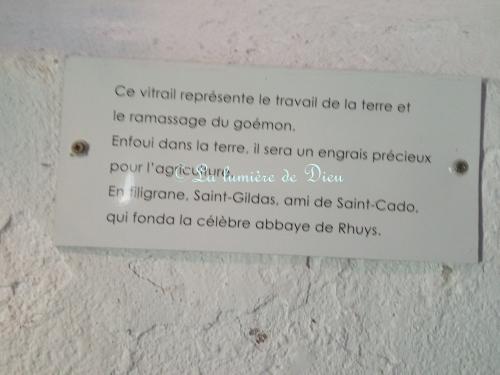 Ce vitrail représente le travail de la terre et
le ramassage du goémon.
Enfoui dans la terre, il sera un engrais précieux
pour l'agriculture.
© La lumière de Dieu
En filigrane, Saint-Gildas, ami de Saint-Cado,
qui fonda la célèbre abbaye de Rhuys.